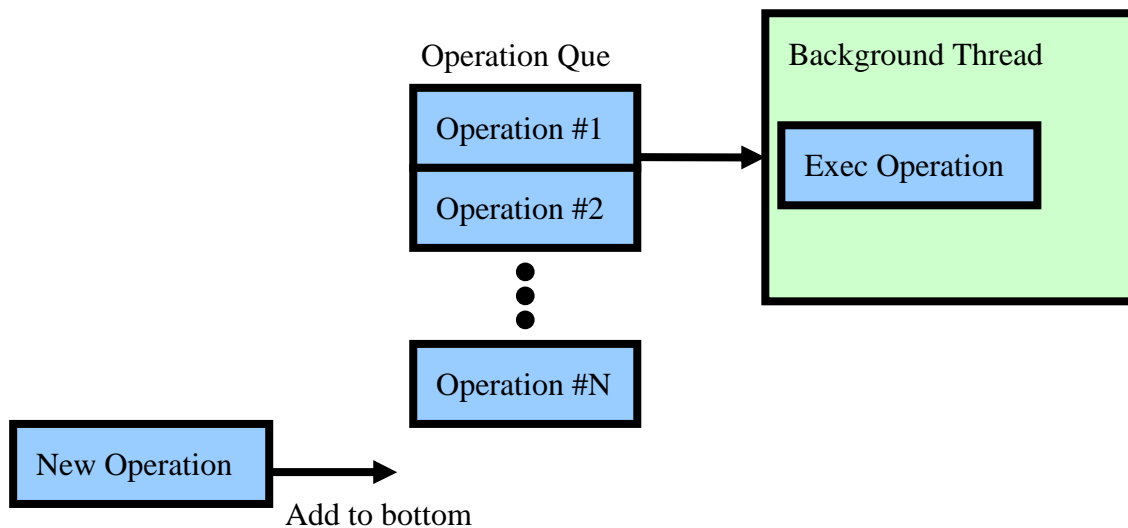 Operation Que
Background Thread
Operation #1
Exec Operation
Operation #2
Operation #N
New Operation
Add to bottom